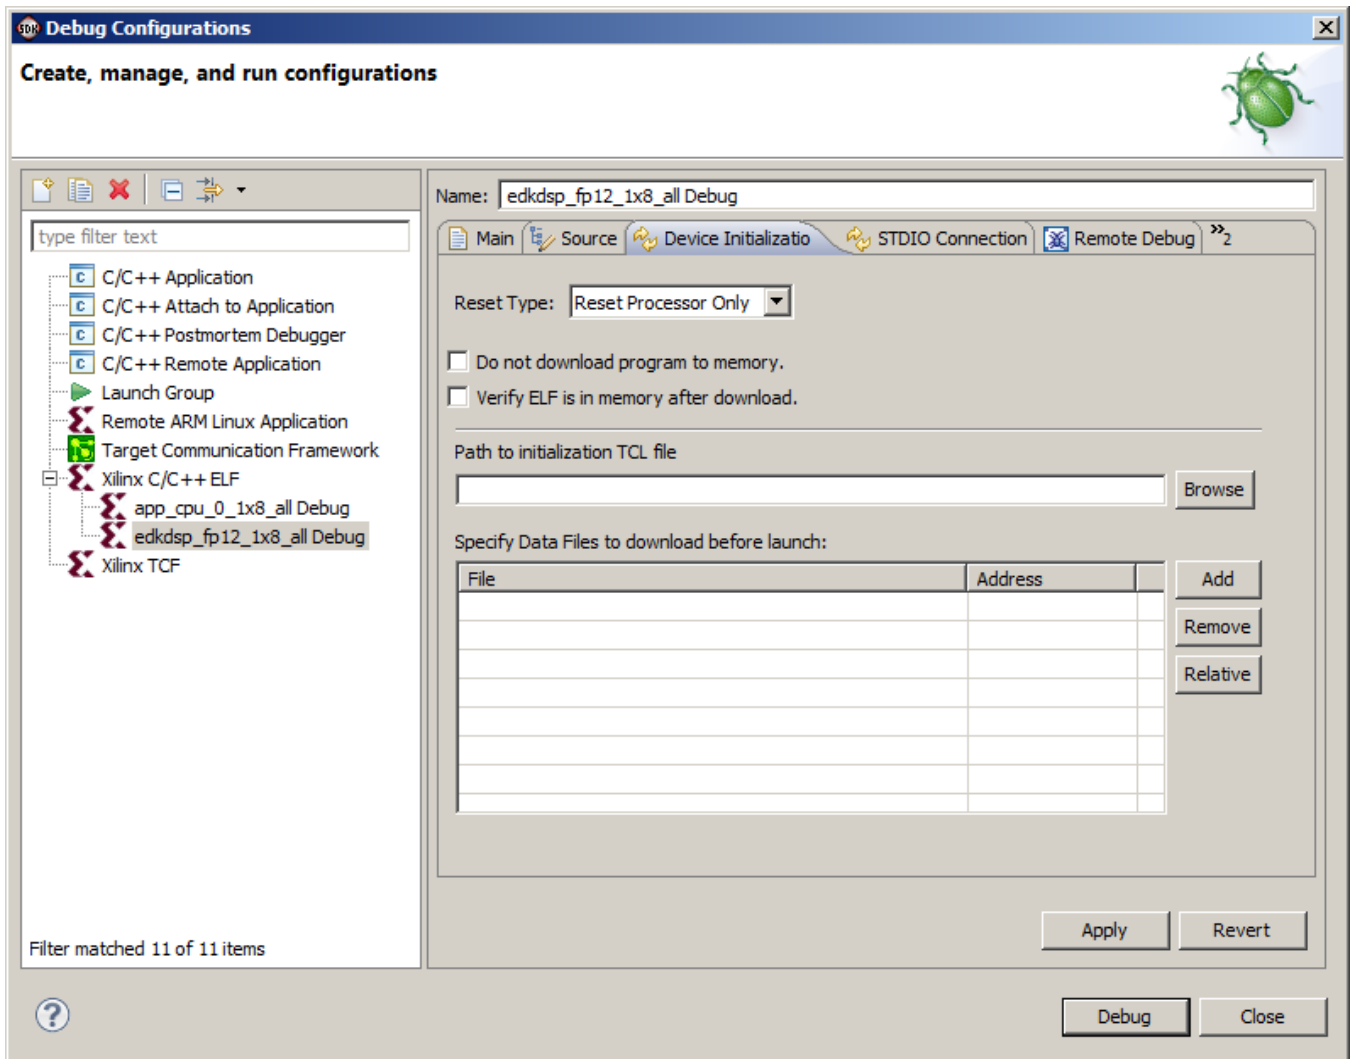 SDK Debug Configurations
Create, manage, and run configurations
type filter text
C/C++ Application
C/C++ Attach to Application
C/C++ Postmortem Debugger
C/C++ Remote Application
Launch Group
Remote ARM Linux Application
Target Communication Framework
Xilinx C/C++ ELF
app_cpu_0_1x8_all Debug
edkdsp_fp12_1x8_all Debug
Xilinx TCF
Filter matched 11 of 11 items
Name: edkdsp_fp12_1x8_all Debug
Main Source Device Initializatio STDIO Connection Remote Debug »2
Reset Type: Reset Processor Only
Do not download program to memory.
Verify ELF is in memory after download.
Path to initialization TCL file
Browse
Specify Data Files to download before launch:
File Address Add
Remove
Relative
Apply Revert
? Debug Close